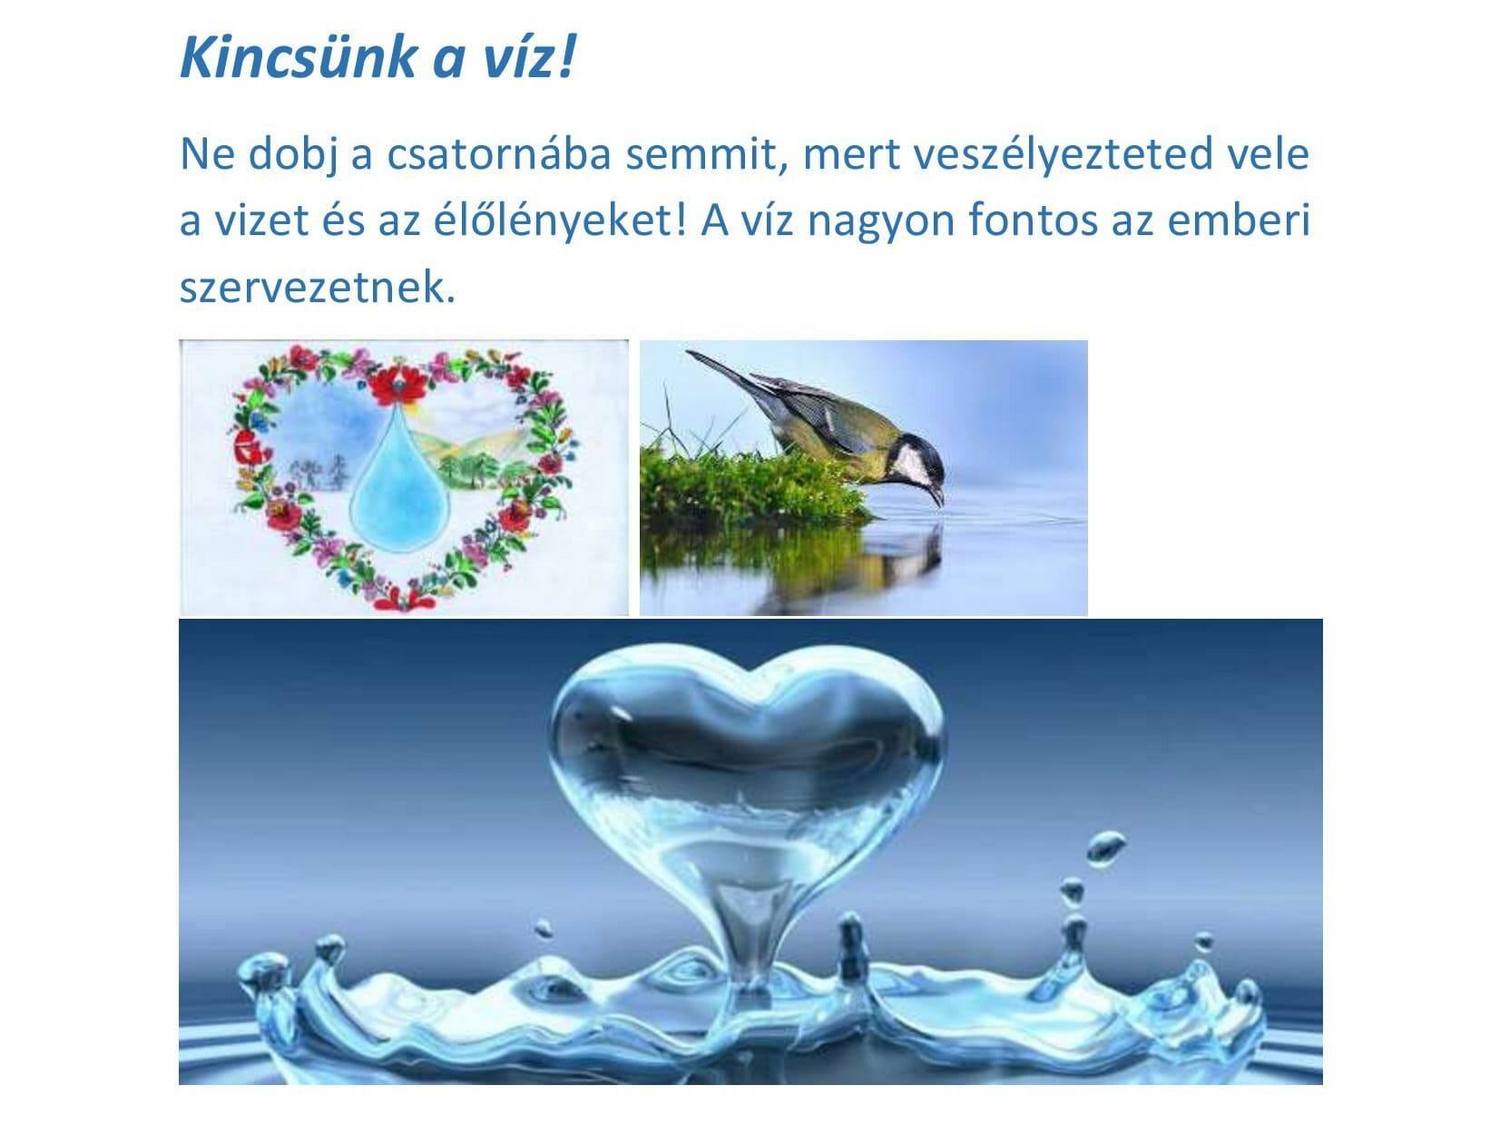 Kincsünk a víz!
Ne dobj a csatornába semmit, mert veszélyezteted vele
a vizet és az élőlényeket! A víz nagyon fontos az emberi
szervezetnek.